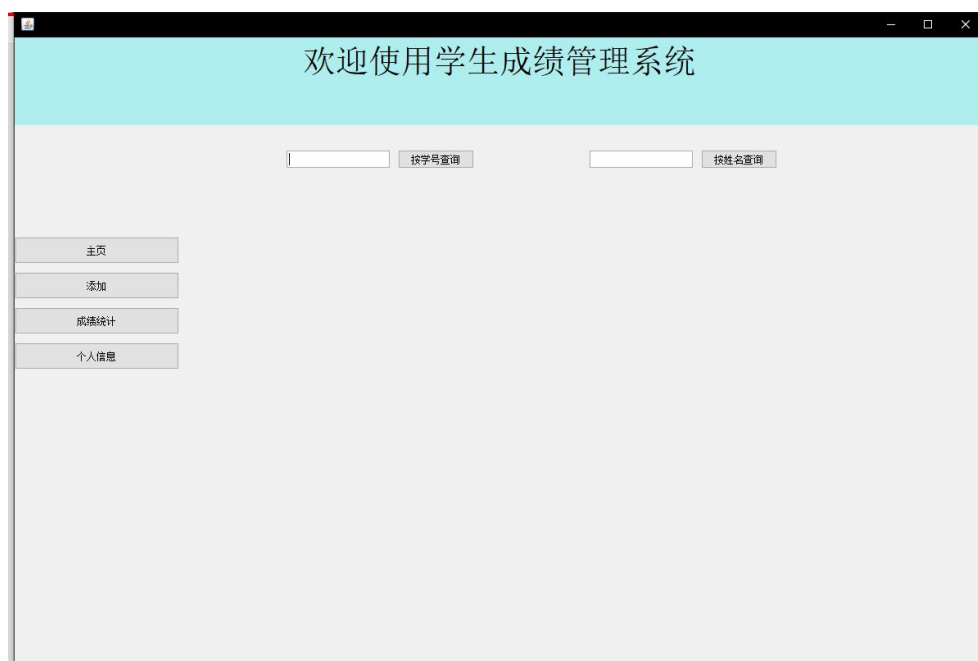 欢迎使用学生成绩管理系统
按学号查询 按姓名查询
主页
添加
成绩统计
个人信息